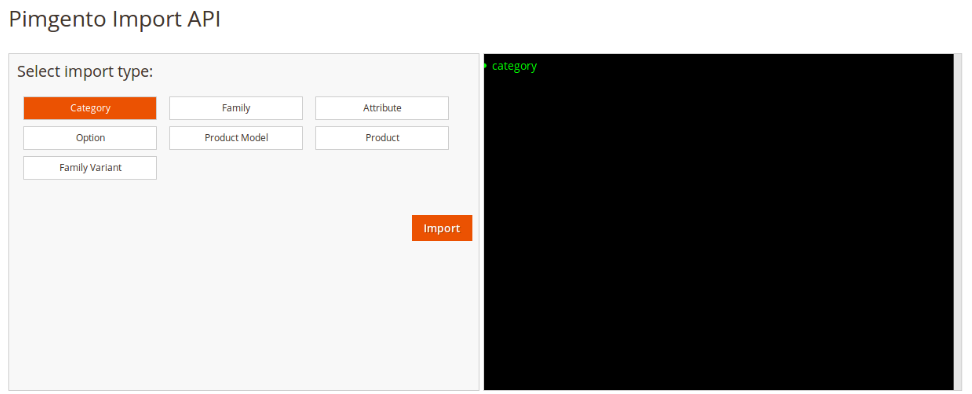 Pimgento Import API
Select import type:
Category Family Attribute
Option Product Model Product
Family Variant
Import
category